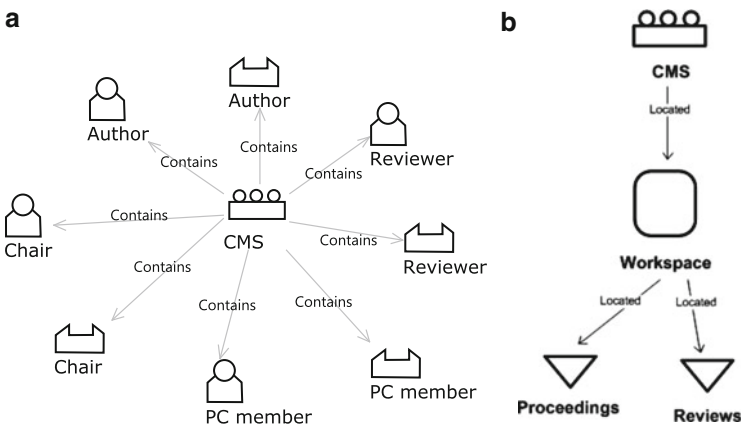 a
Author
Author
Reviewer
Contains
Contains
Contains
Chair
Contains
CMS
Contains
Reviewer
Contains
Contains
Contains
Chair
PC member
PC member
b
CMS
Located
Workspace
Located
Located
Proceedings
Reviews